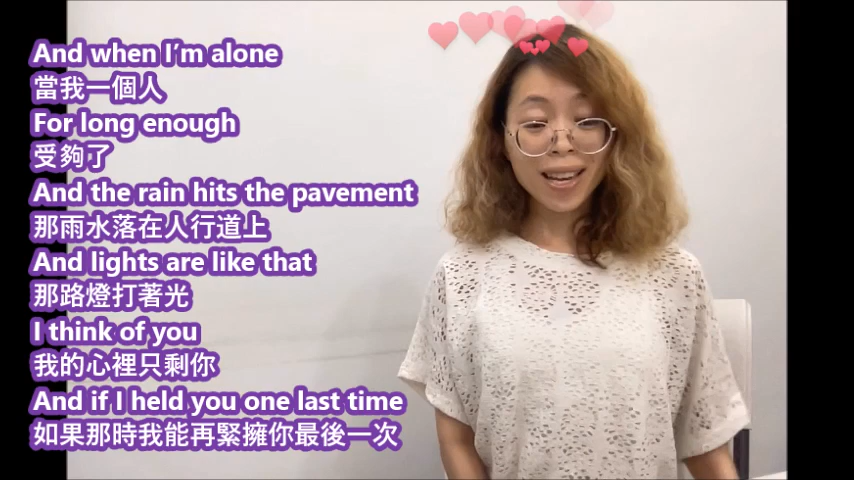 And when I’m alone
當我一個人
For long enough
受夠了
And the rain hits the pavement
那雨水落在人行道上
And lights are like that
那路燈打著光
I think of you
我的心裡只剩你
And if I held you one last time
如果那時我能再緊擁你最後一次